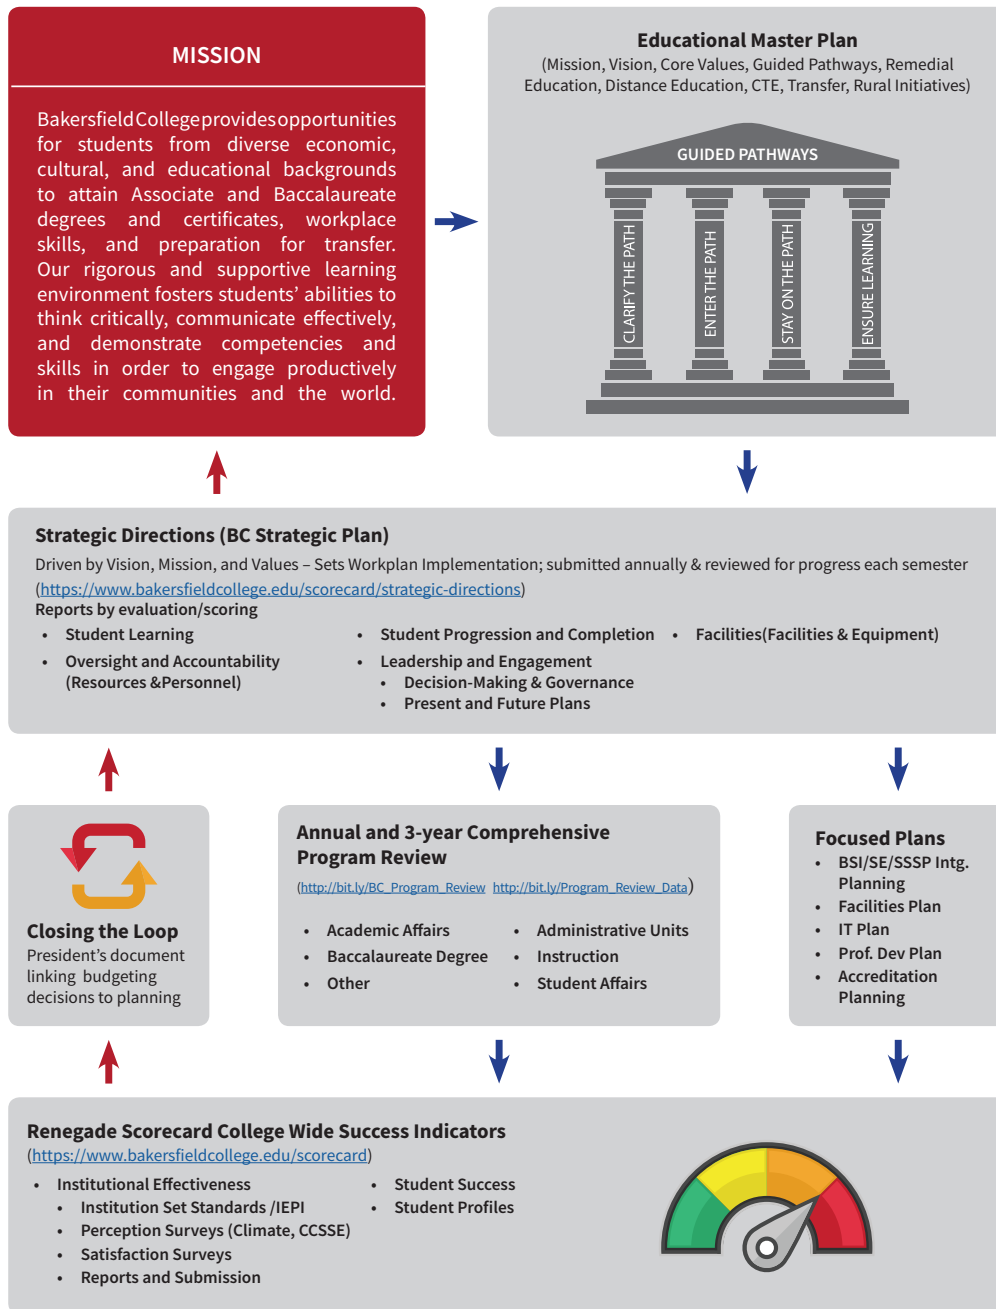 MISSION
Bakersfield College provides opportunities
for students from diverse economic,
cultural, and educational backgrounds
to attain Associate and Baccalaureate
degrees and certificates, workplace
skills, and preparation for transfer.
Our rigorous and supportive learning
environment fosters students’ abilities to
think critically, communicate effectively,
and demonstrate competencies and
skills in order to engage productively
in their communities and the world.
Educational Master Plan
(Mission, Vision, Core Values, Guided Pathways, Remedial
Education, Distance Education, CTE, Transfer, Rural Initiatives)
GUIDED PATHWAYS
CLARIFY THE PATH
ENTER THE PATH
STAY ON THE PATH
ENSURE LEARNING
Strategic Directions (BC Strategic Plan)
Driven by Vision, Mission, and Values – Sets Workplan Implementation; submitted annually & reviewed for progress each semester
(https://www.bakersfieldcollege.edu/scorecard/strategic-directions)
Reports by evaluation/scoring
• Student Learning
• Oversight and Accountability
(Resources &Personnel)
• Student Progression and Completion
• Leadership and Engagement
• Decision-Making & Governance
• Present and Future Plans
• Facilities(Facilities & Equipment)
Closing the Loop
President’s document
linking budgeting
decisions to planning
Annual and 3-year Comprehensive
Program Review
(http://bit.ly/BC_Program_Review http://bit.ly/Program_Review_Data)
• Academic Affairs
• Baccalaureate Degree
• Other
• Administrative Units
• Instruction
• Student Affairs
Focused Plans
• BSI/SE/SSSP Intg.
Planning
• Facilities Plan
• IT Plan
• Prof. Dev Plan
• Accreditation
Planning
Renegade Scorecard College Wide Success Indicators
(https://www.bakersfieldcollege.edu/scorecard)
• Institutional Effectiveness
• Institution Set Standards /IEPI
• Perception Surveys (Climate, CCSSE)
• Satisfaction Surveys
• Reports and Submission
• Student Success
• Student Profiles